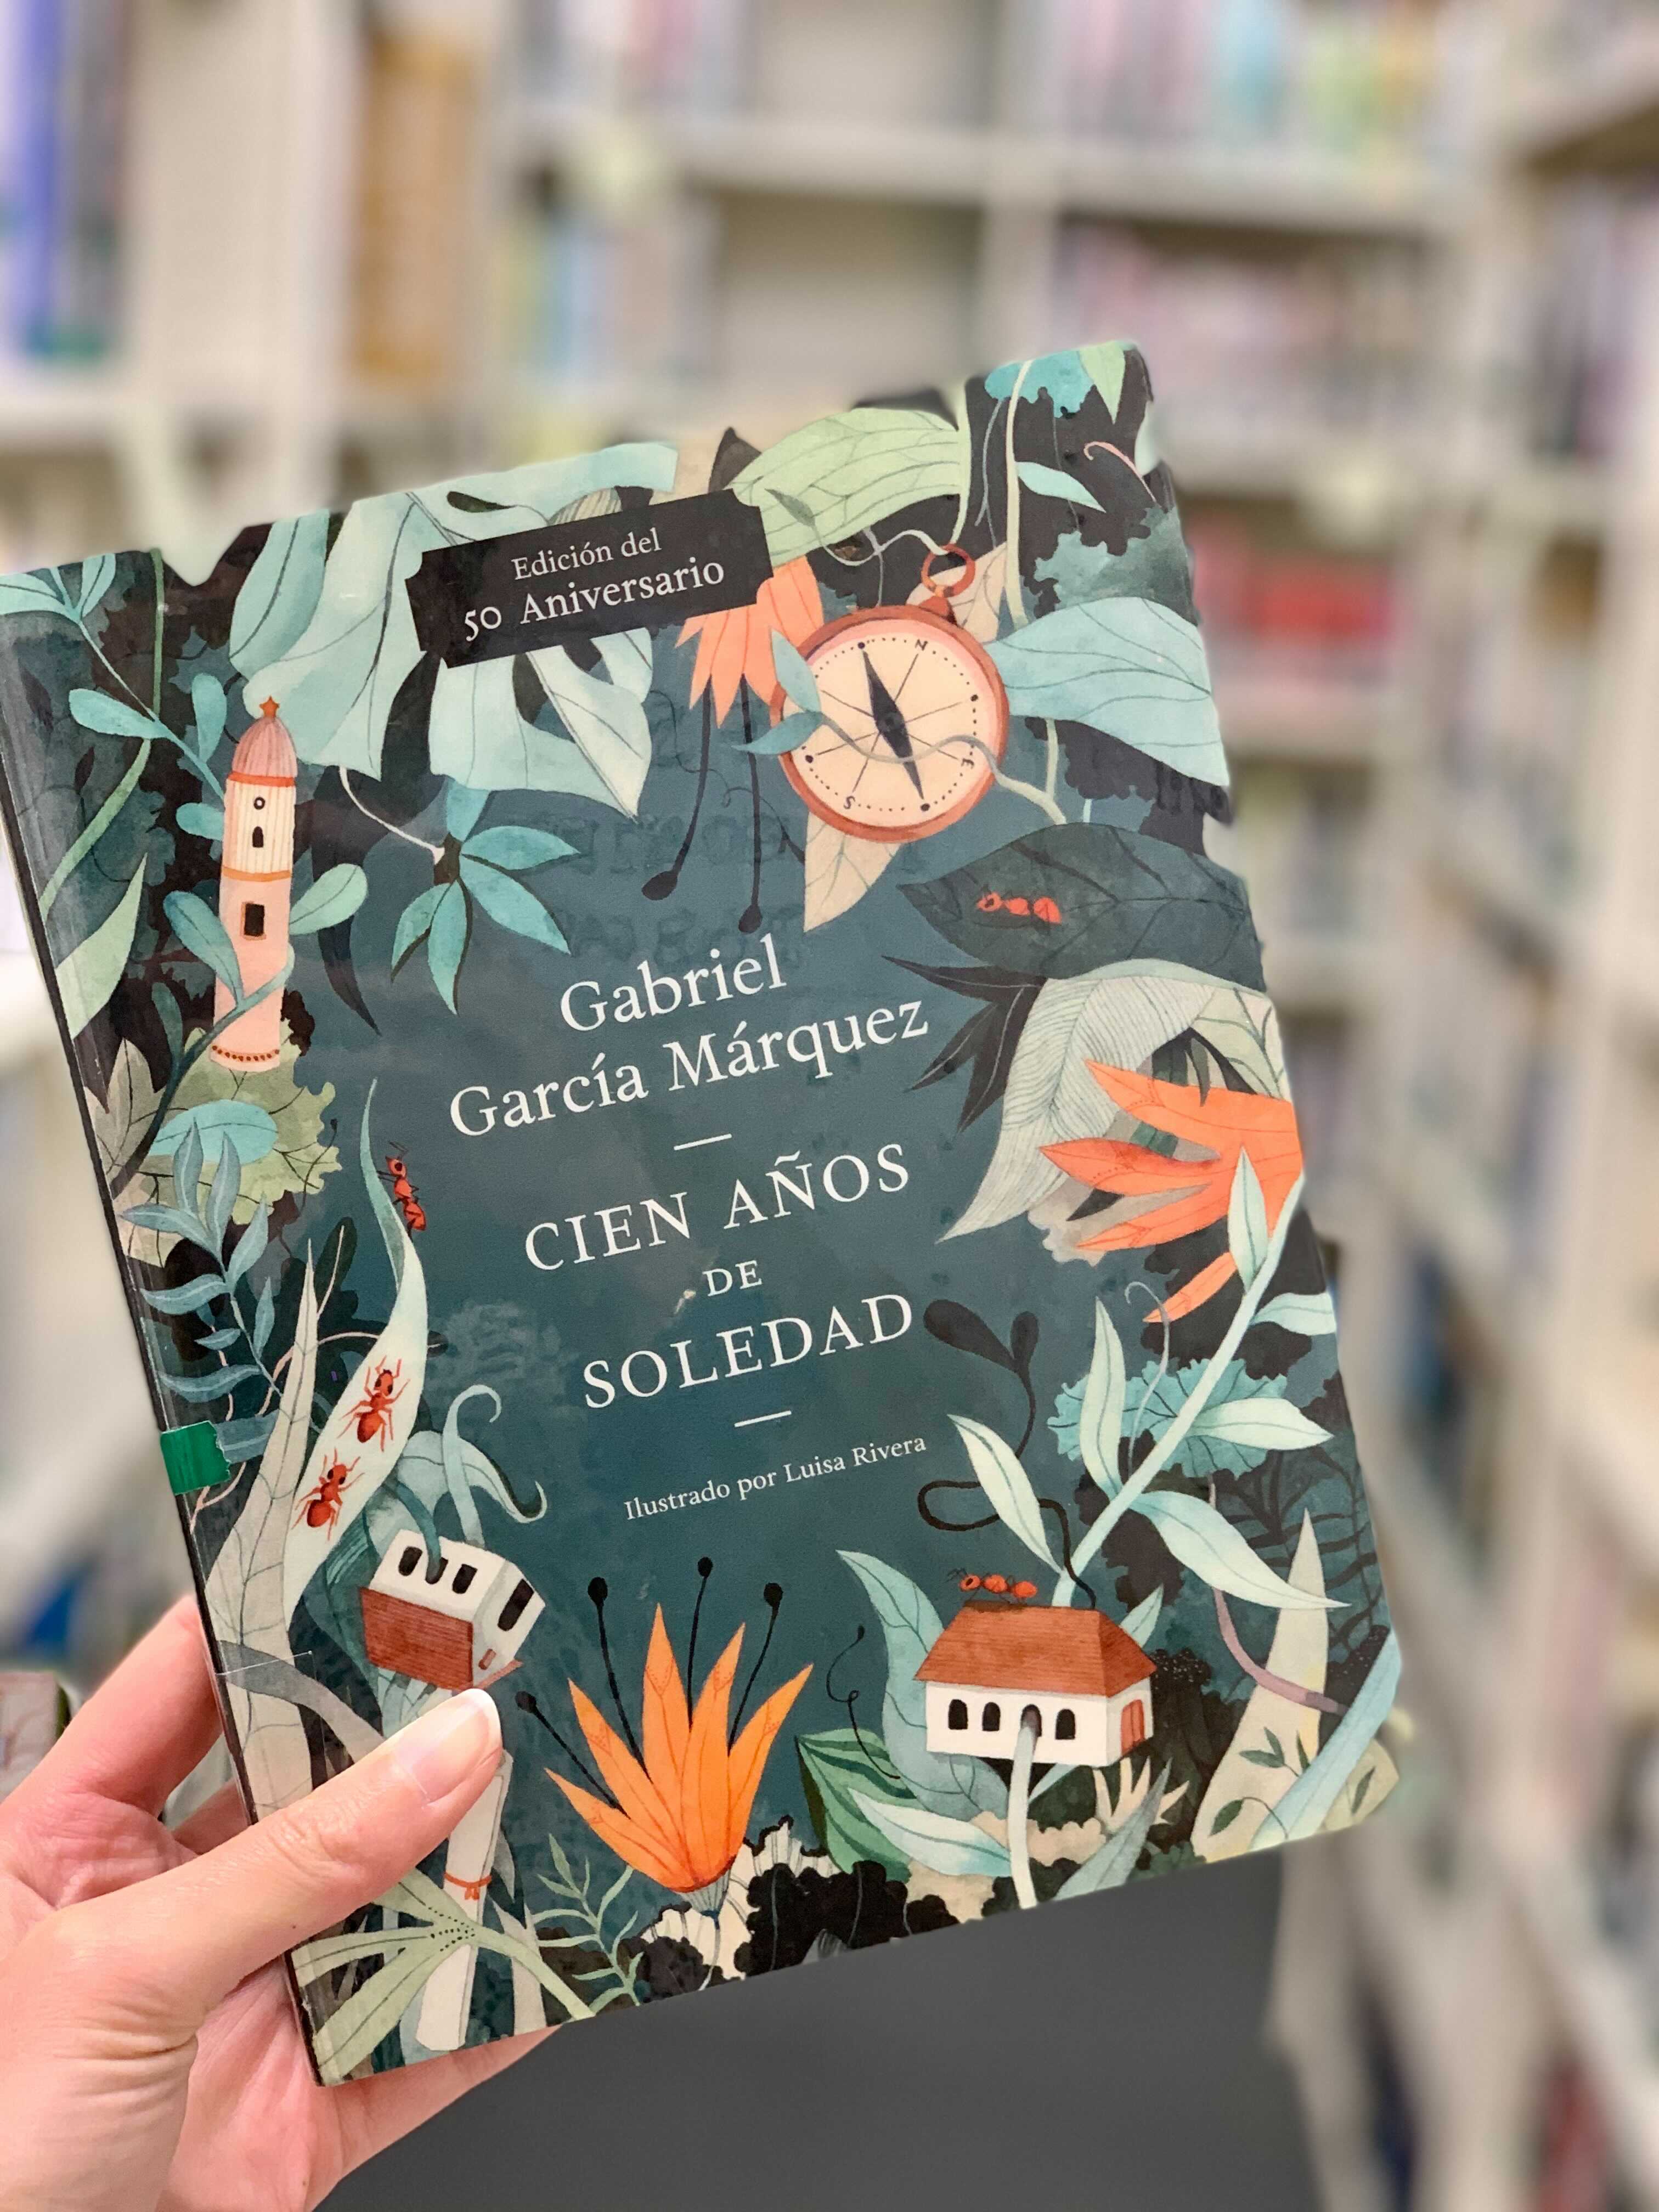 Edición del
50 Aniversario
N
E
S
Gabriel
García Márquez
CIEN AÑOS
DE
SOLEDAD
Ilustrado por Luisa Rivera